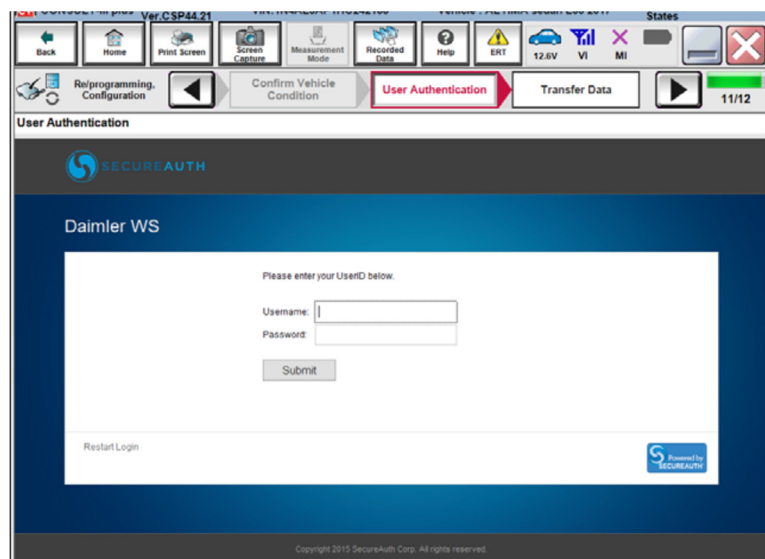 Ver.CSP44.21
States
Back
Home
Print Screen
Screen
Capture
Measurement
Mode
Recorded
Data
Help
ERT
12.6V
VI
MI
Re/programming,
Configuration
Confirm Vehicle
Condition
User Authentication
Transfer Data
11/12
User Authentication
SECUREAUTH
Daimler WS
Please enter your UserID below.
Username:
Password:
Submit
Restart Login
Powered by
SECUREAUTH
Copyright 2015 SecureAuth Corp. All rights reserved.